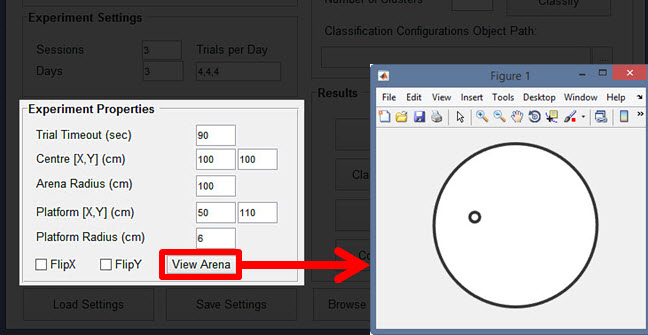 Number of Clusters
Classify
Experiment Settings
Classification Configurations Object Path:
Sessions 3 Trials per Day
Days 3 4,4,4
Figure 1
File Edit View Insert Tools Desktop Window Help
Results
Experiment Properties
Trial Timeout (sec) 90
Centre [X,Y] (cm) 100 100
Arena Radius (cm) 100
Platform [X,Y] (cm) 50 110
Platform Radius (cm) 6
FlipX FlipY View Arena
Load Settings Save Settings Browse